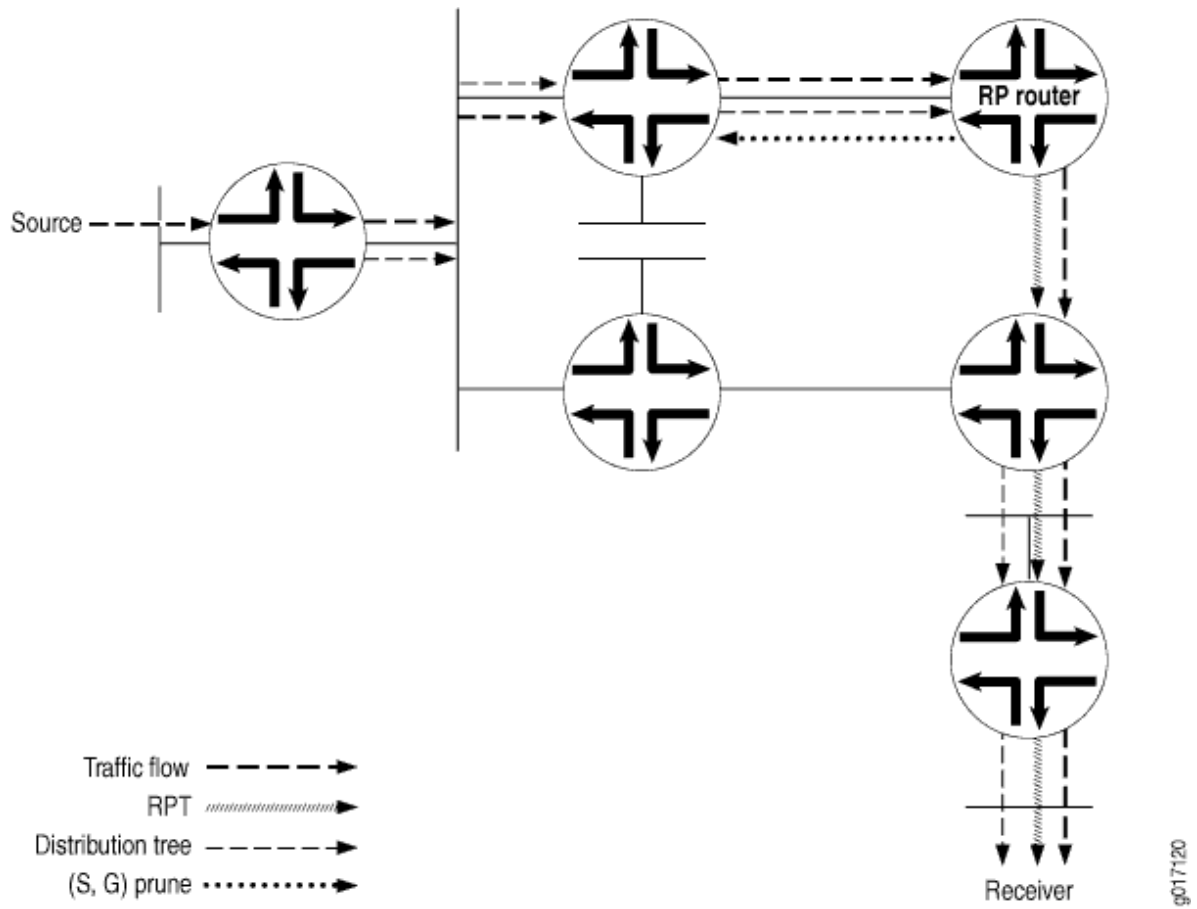 RP router
Source
Traffic flow
RPT
Distribution tree
(S, G) prune
Receiver
g017120